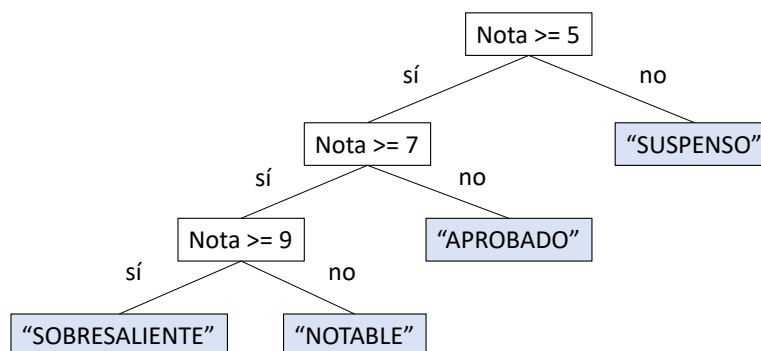 Nota >= 5
sí
no
Nota >= 7
“SUSPENSO”
sí
no
Nota >= 9
“APROBADO”
sí
no
“SOBRESALIENTE”
“NOTABLE”